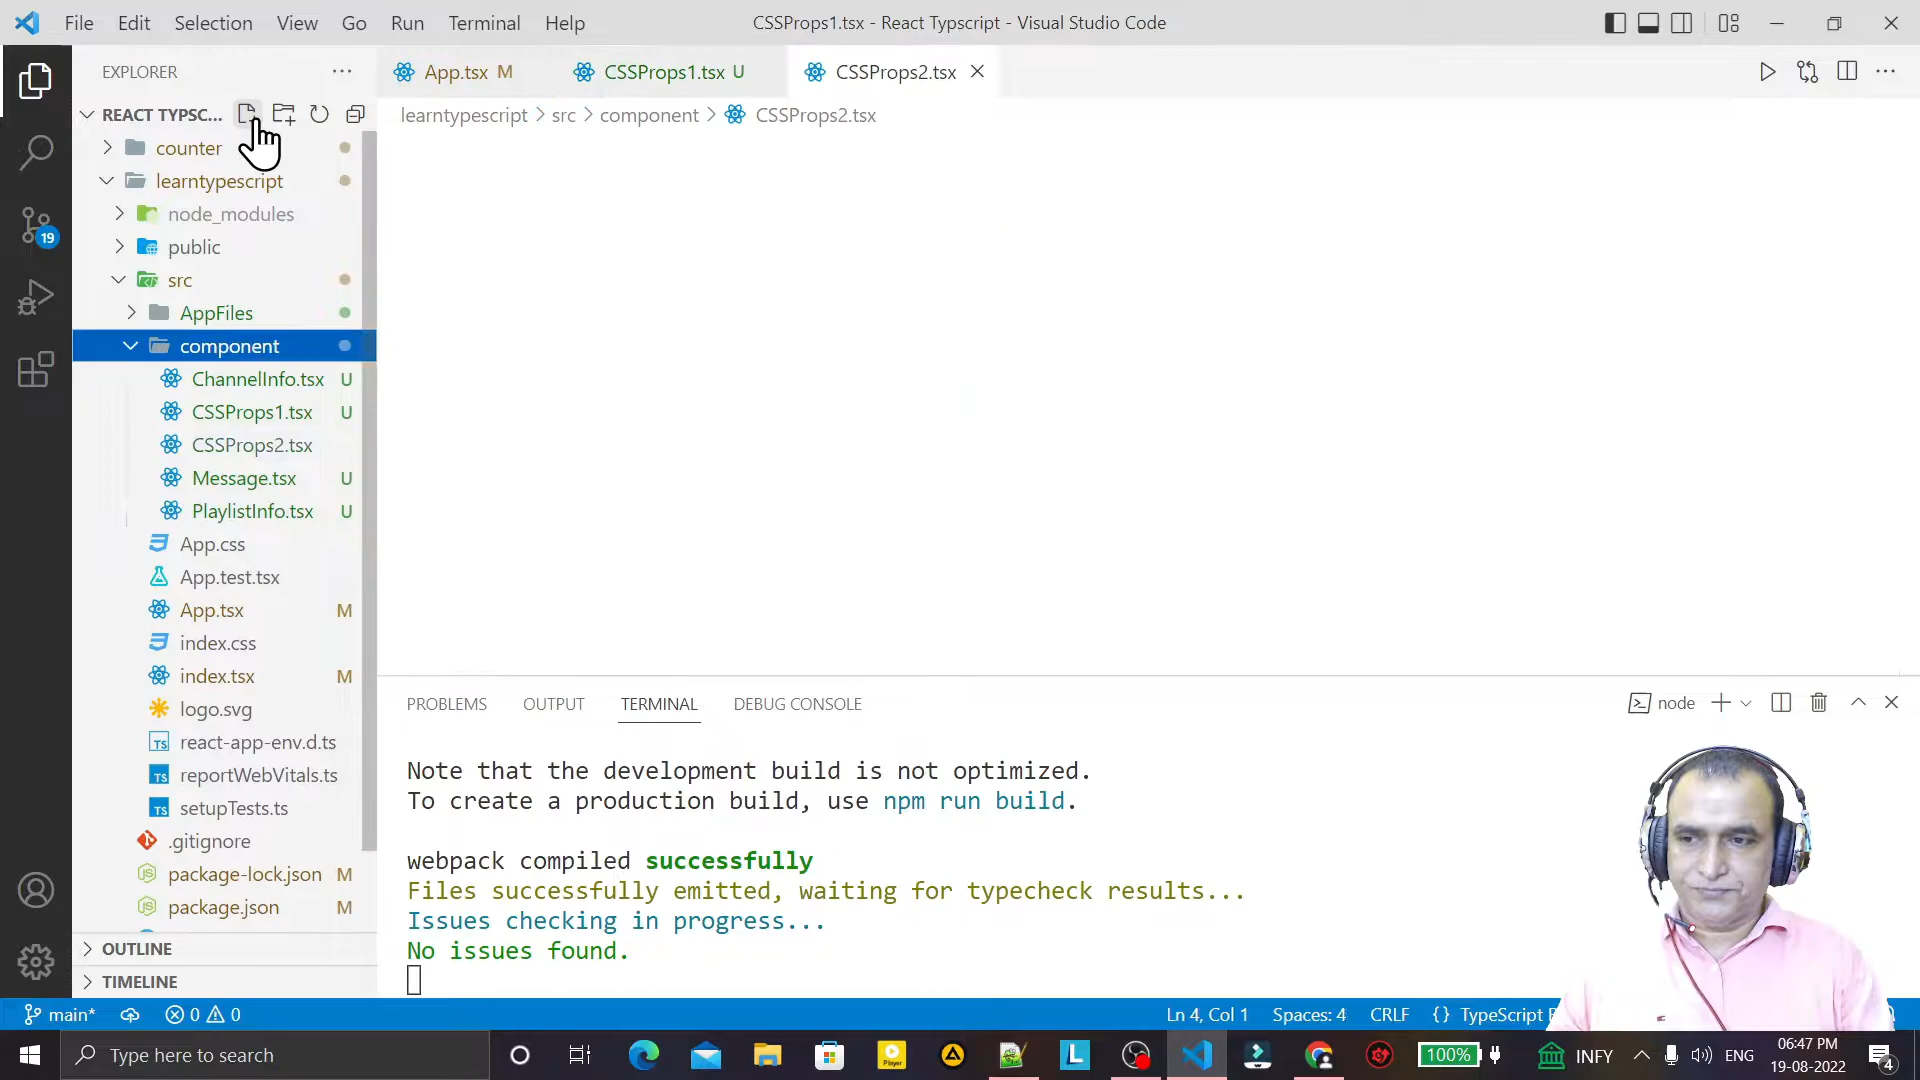 File Edit Selection View Go Run Terminal Help CSSProps1.tsx - React Typscript - Visual Studio Code
EXPLORER
App.tsx M CSSProps1.tsx U CSSProps2.tsx
REACT TYPSC...
learntypescript > src > component > CSSProps2.tsx
counter
learntypescript
node_modules
public
19
src
AppFiles
component
ChannelInfo.tsx U
CSSProps1.tsx U
CSSProps2.tsx
Message.tsx U
PlaylistInfo.tsx U
App.css
App.test.tsx
App.tsx M
index.css
index.tsx M
logo.svg
react-app-env.d.ts
reportWebVitals.ts
setupTests.ts
.gitignore
package-lock.json M
package.json M
OUTLINE
TIMELINE
PROBLEMS OUTPUT TERMINAL DEBUG CONSOLE node
Note that the development build is not optimized.
To create a production build, use npm run build.
webpack compiled successfully
Files successfully emitted, waiting for typecheck results...
Issues checking in progress...
No issues found.
main* 0 0 Ln 4, Col 1 Spaces: 4 CRLF {} TypeScript
Type here to search 100% INFY ENG 06:47 PM
19-08-2022 4